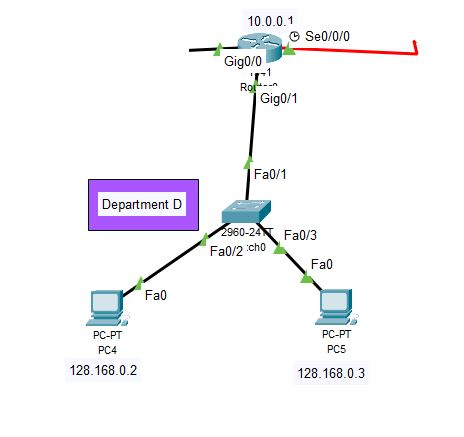 10.0.0.1
Se0/0/0
Gig0/0
Gig0/1
Fa0/1
Department D
Fa0/2
Fa0/3
Fa0
Fa0
PC-PT
PC4
PC-PT
PC5
128.168.0.2
128.168.0.3